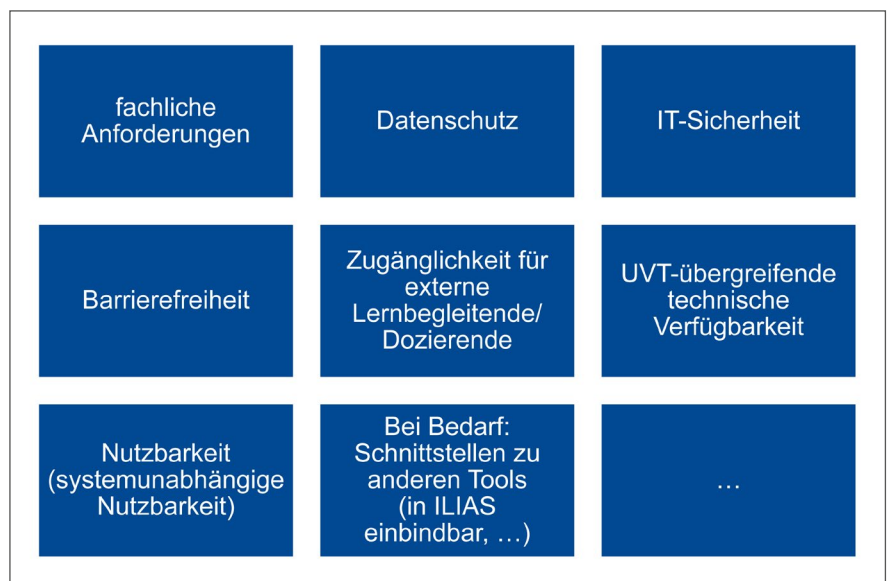 fachliche
Anforderungen
Datenschutz
IT-Sicherheit
Barrierefreiheit
Zugänglichkeit für
externe
Lernbegleitende/
Dozierende
UVT-übergreifende
technische
Verfügbarkeit
Nutzbarkeit
(systemunabhängige
Nutzbarkeit)
Bei Bedarf:
Schnittstellen zu
anderen Tools
(in ILIAS
einbindbar, …)
…